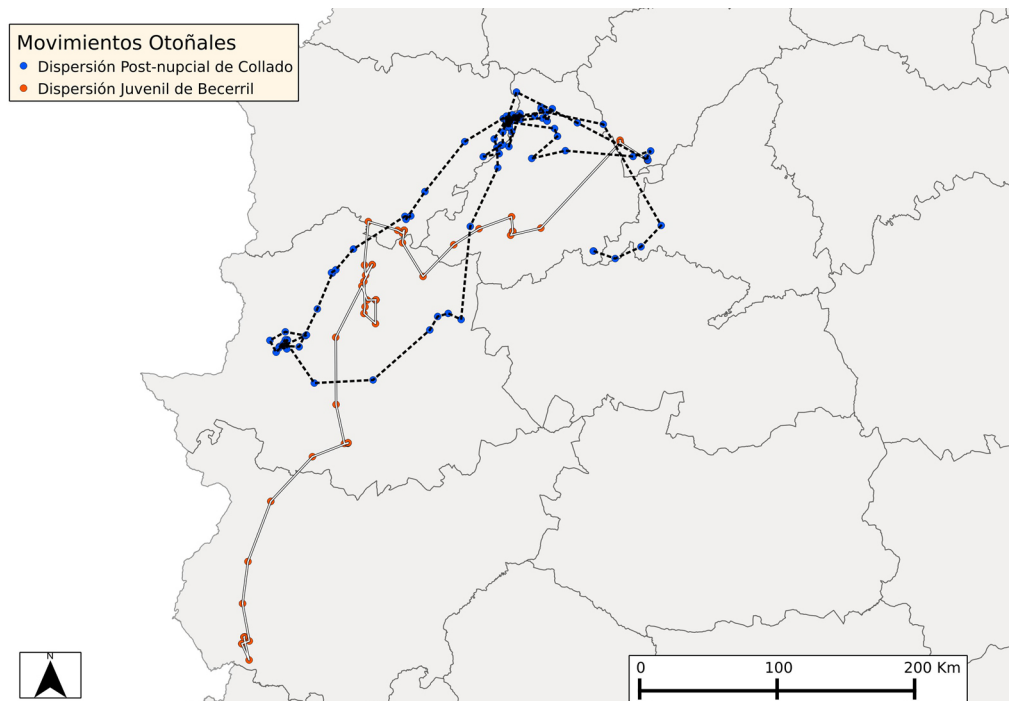 Movimientos Otoñales
Dispersión Post-nupcial de Collado
Dispersión Juvenil de Becerril
N
0 100 200 Km